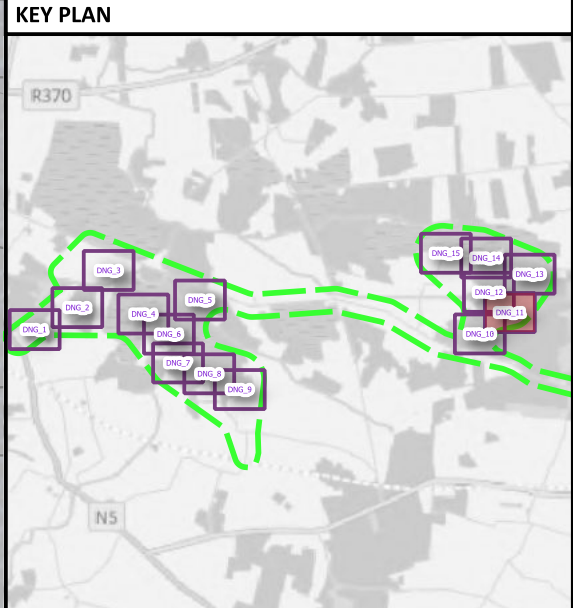 KEY PLAN
R370
DNG_15
DNG_14
DNG_3
DNG_13
DNG_12
DNG_5
DNG_2
DNG_4
DNG_11
DNG_1
DNG_6
DNG_10
DNG_7
DNG_8
DNG_9
N5